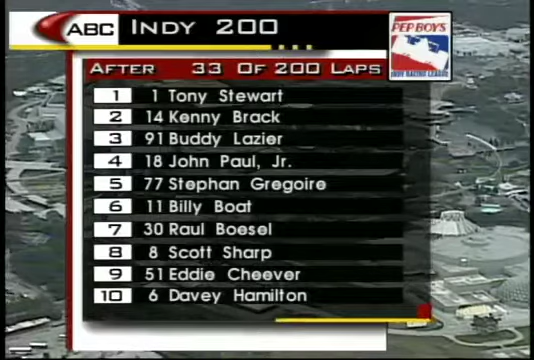 ABC INDY 200
PEP BOYS
INDY RACING LEAGUE
AFTER 33 OF 200 LAPS
1 1 Tony Stewart
2 14 Kenny Brack
3 91 Buddy Lazier
4 18 John Paul, Jr.
5 77 Stephan Gregoire
6 11 Billy Boat
7 30 Raul Boesel
8 8 Scott Sharp
9 51 Eddie Cheever
10 6 Davey Hamilton